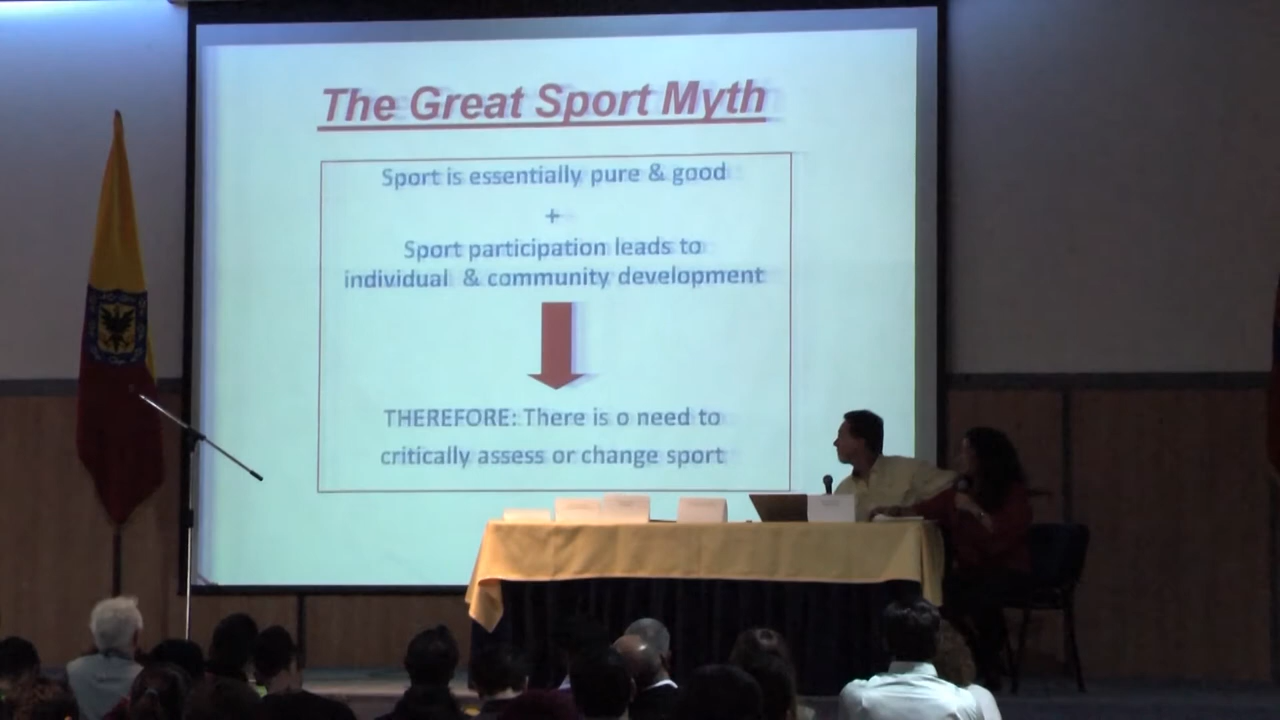 The Great Sport Myth
Sport is essentially pure & good
+
Sport participation leads to
individual & community development
THEREFORE: There is o need to
critically assess or change sport